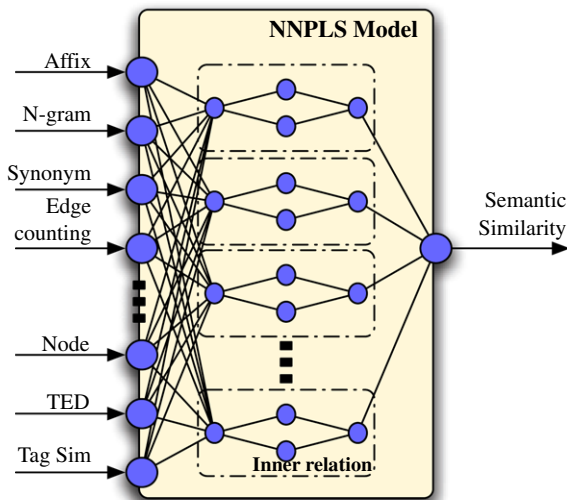 NNPLS Model
Affix
N-gram
Synonym
Edge
counting
Node
TED
Tag Sim
Semantic
Similarity
Inner relation